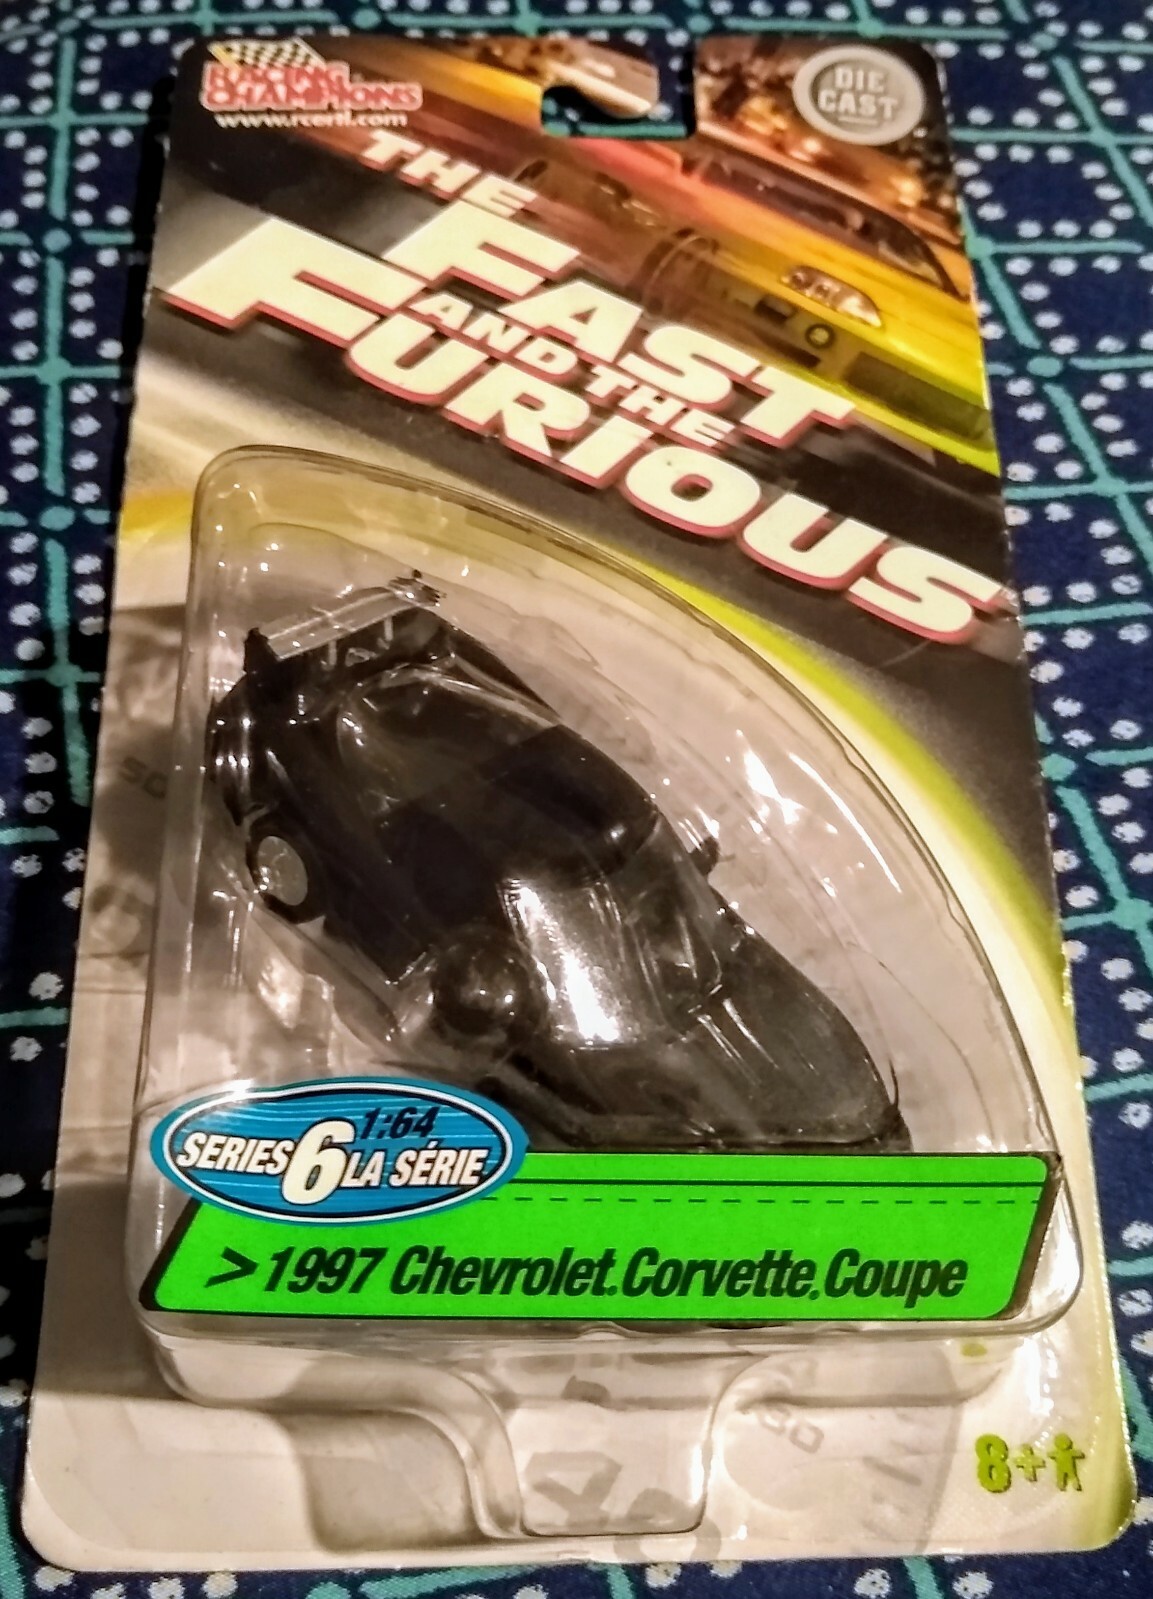 RACING
CHAMPIONS
www.rcertl.com
DIE
CAST
THE
FAST
AND THE
FURIOUS
1:64
SERIES 6 LA SÉRIE
> 1997 Chevrolet. Corvette. Coupe
8+